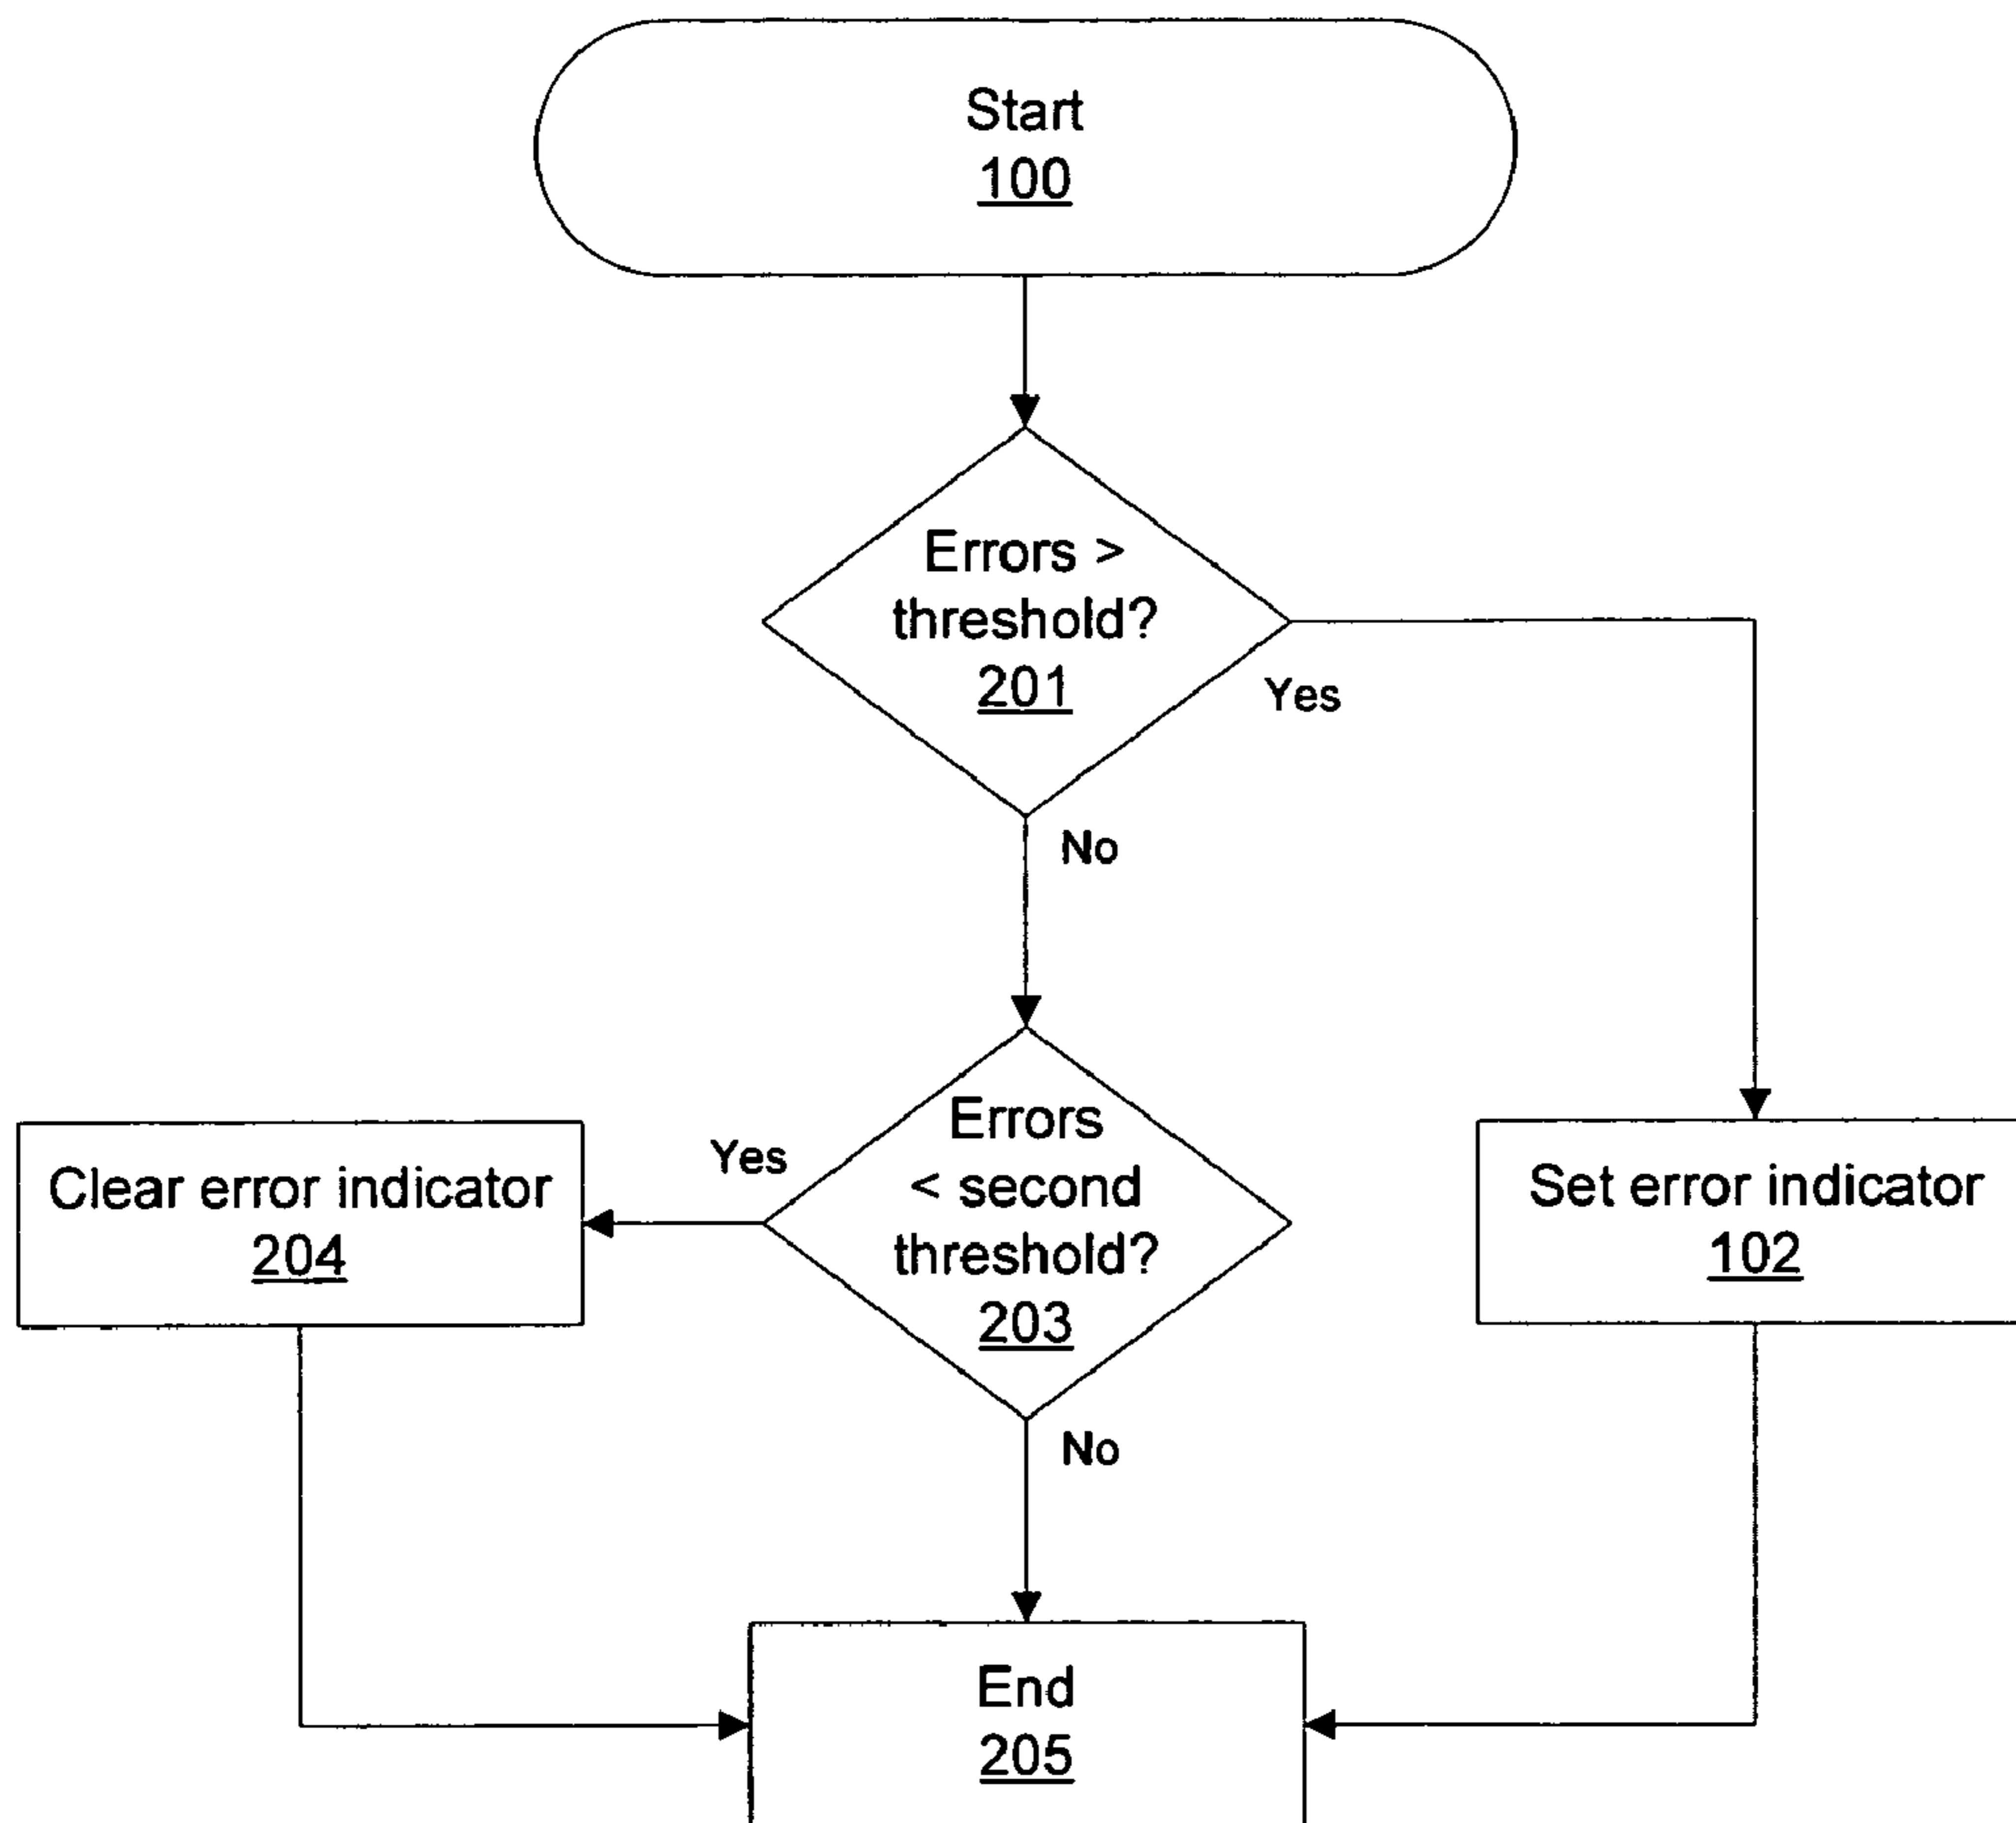 Start
100
Errors >
threshold?
201
Yes
No
Errors
< second
threshold?
203
Yes
Clear error indicator
204
Set error indicator
102
No
End
205